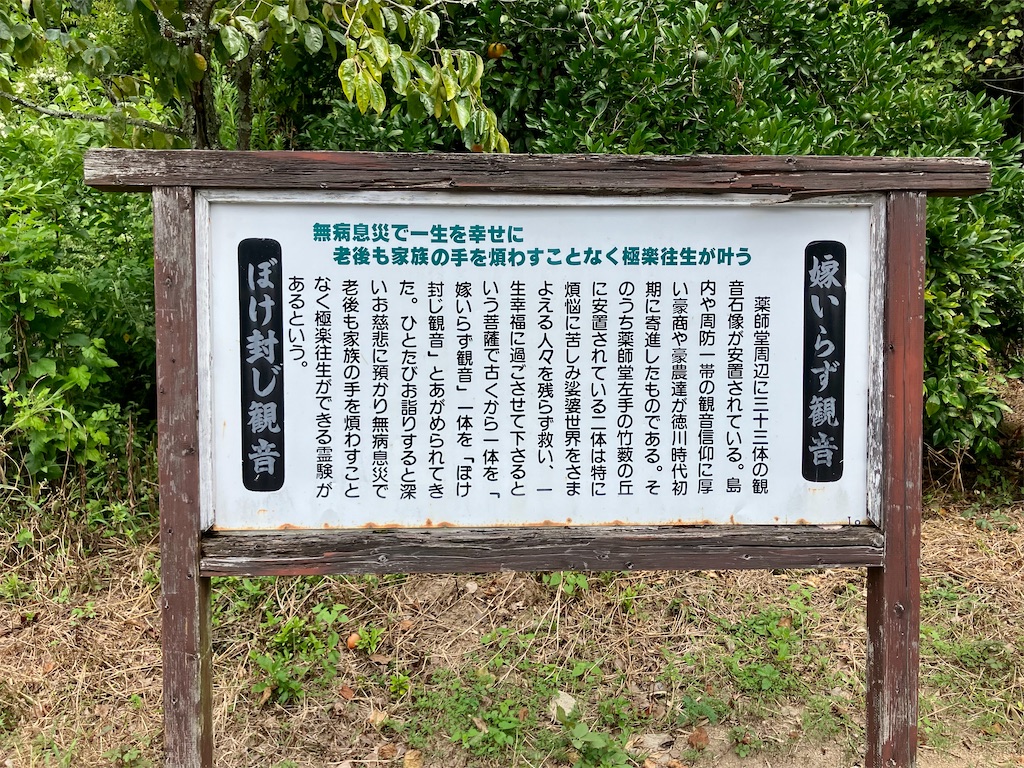 無病息災で一生を幸せに
老後も家族の手を煩わすことなく極楽往生が叶う
嫁いらず観音
薬師堂周辺に三十三体の観
音石像が安置されている。島
内や周防一帯の観音信仰に厚
い豪商や豪農達が徳川時代初
期に寄進したものである。そ
のうち薬師堂左手の竹薮の丘
に安置されている二体は特に
煩悩に苦しみ娑婆世界をさま
よえる人々を残らず救い、一
生幸福に過ごさせて下さると
いう菩薩で古くから一体を「
嫁いらず観音」一体を「ぼけ
封じ観音」とあがめられてき
た。ひとたびお詣りすると深
いお慈悲に預かり無病息災で
老後も家族の手を煩わすこと
なく極楽往生ができる霊験が
あるという。
ぼけ封じ観音